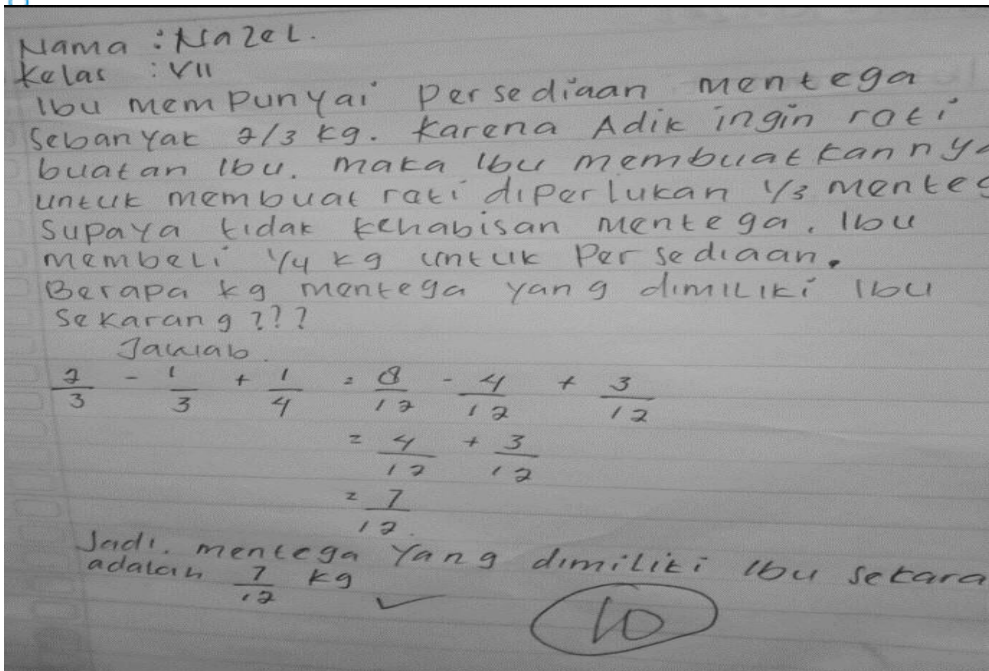 Nama : Nazel.
Kelas : VII
Ibu mempunyai persediaan mentega
sebanyak 2/3 kg. Karena Adik ingin roti
buatan Ibu. maka Ibu membuatkannya
untuk membuat roti diperlukan 1/3 menteg
supaya tidak kehabisan mentega. Ibu
membeli 1/4 kg untuk persediaan.
Berapa kg mentega yang dimiliki Ibu
sekarang???
Jawab.
2/3 - 1/3 + 1/4 = 8/12 - 4/12 + 3/12
= 4/12 + 3/12
= 7/12.
Jadi. mentega yang dimiliki Ibu sekara
adalah 7/12 kg ✓
10